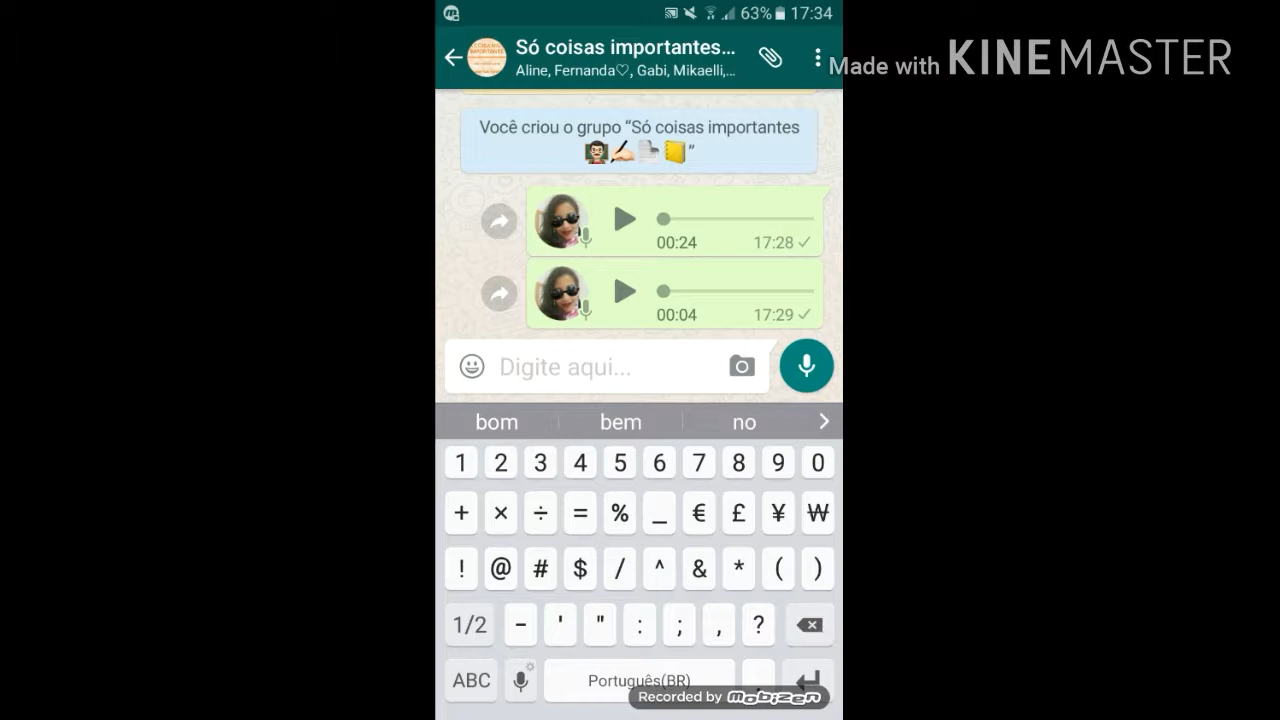 63% 17:34
Só coisas importantes...
Aline, Fernanda♡, Gabi, Mikaelli,...
Made with KINEMASTER
Você criou o grupo “Só coisas importantes
”
00:24 17:28
00:04 17:29
Digite aqui...
bom bem no
1 2 3 4 5 6 7 8 9 0
+ × ÷ = % _ € £ ¥ ₩
! @ # $ / ^ & * ( )
1/2 - ' " : ; , ?
ABC Português(BR)
Recorded by mobizen